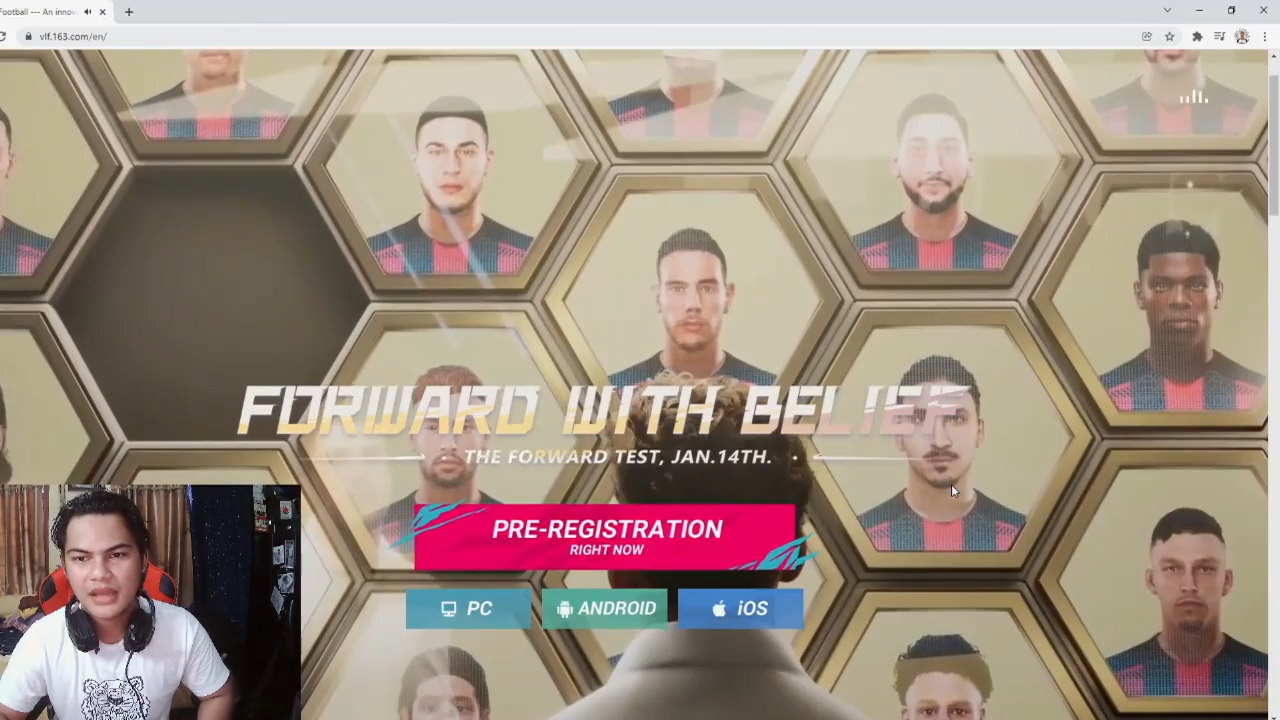 Football --- An innov
vlf.163.com/en/
FORWARD WITH BELIEF
THE FORWARD TEST, JAN.14TH.
PRE-REGISTRATION
RIGHT NOW
PC
ANDROID
iOS